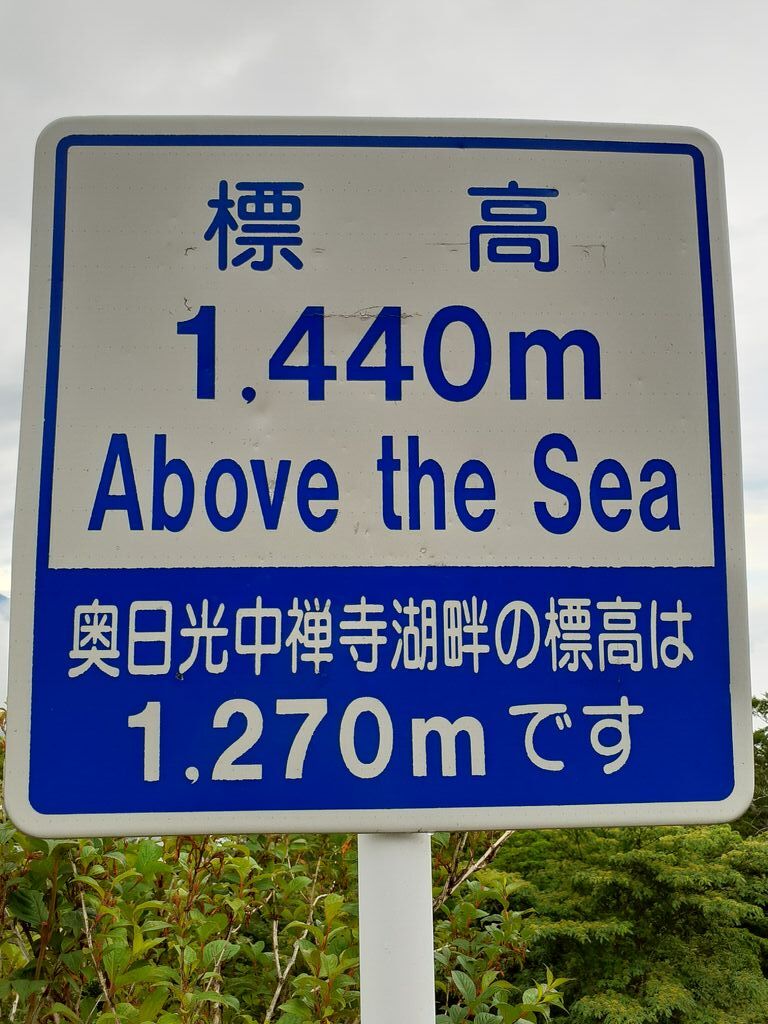 標高
1,440m
Above the Sea
奥日光中禅寺湖畔の標高は
1,270mです